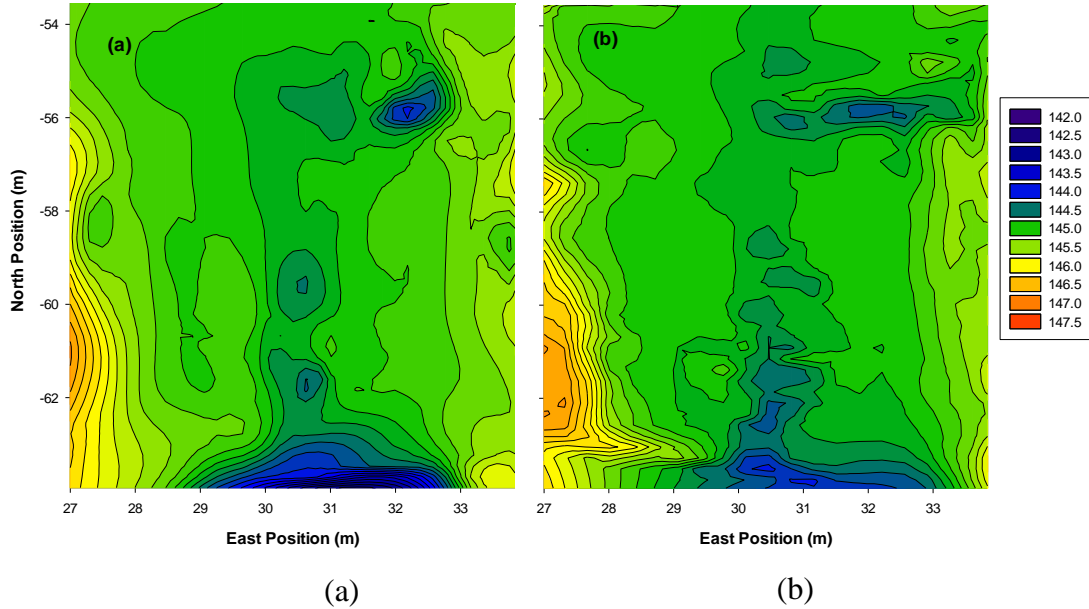 (a)
(b)
-54
-56
-58
-60
-62
North Position (m)
27 28 29 30 31 32 33
27 28 29 30 31 32 33
East Position (m)
East Position (m)
142.0
142.5
143.0
143.5
144.0
144.5
145.0
145.5
146.0
146.5
147.0
147.5
(a)
(b)